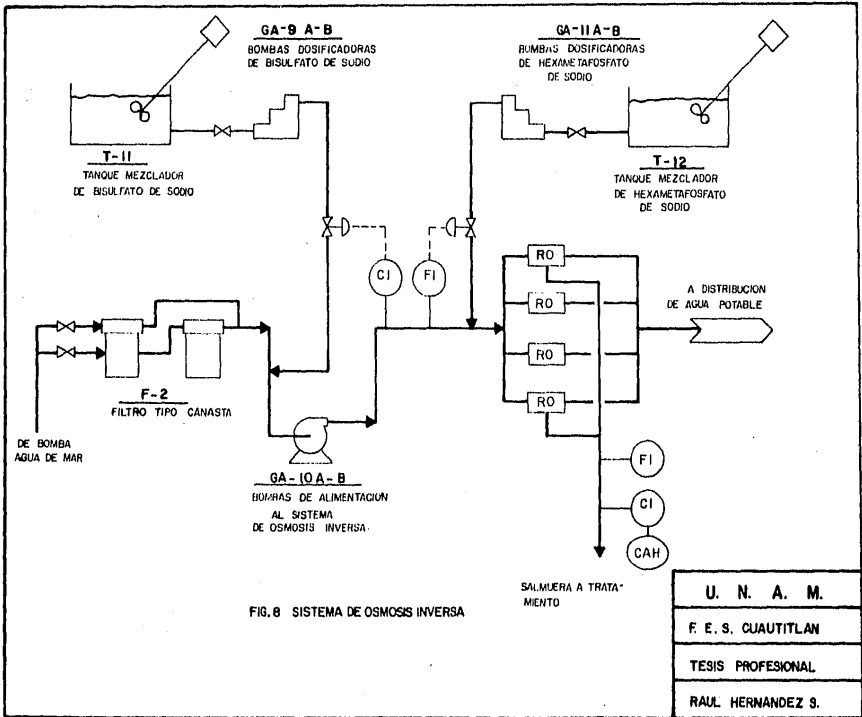 GA-9 A-B
BOMBAS DOSIFICADORAS
DE BISULFATO DE SODIO
GA-11 A-B
BOMBAS DOSIFICADORAS
DE HEXAMETAFOSFATO
DE SODIO
T-11
TANQUE MEZCLADOR
DE BISULFATO DE SODIO
T-12
TANQUE MEZCLADOR
DE HEXAMETAFOSFATO
DE SODIO
CI
FI
RO
RO
RO
RO
A DISTRIBUCION
DE AGUA POTABLE
F-2
FILTRO TIPO CANASTA
DE BOMBA
AGUA DE MAR
GA-10 A-B
BOMBAS DE ALIMENTACION
AL SISTEMA
DE OSMOSIS INVERSA.
FI
CI
CAH
SALMUERA A TRATA-
MIENTO
FIG. 8 SISTEMA DE OSMOSIS INVERSA
U. N. A. M.
F. E. S. CUAUTITLAN
TESIS PROFESIONAL
RAUL HERNANDEZ S.